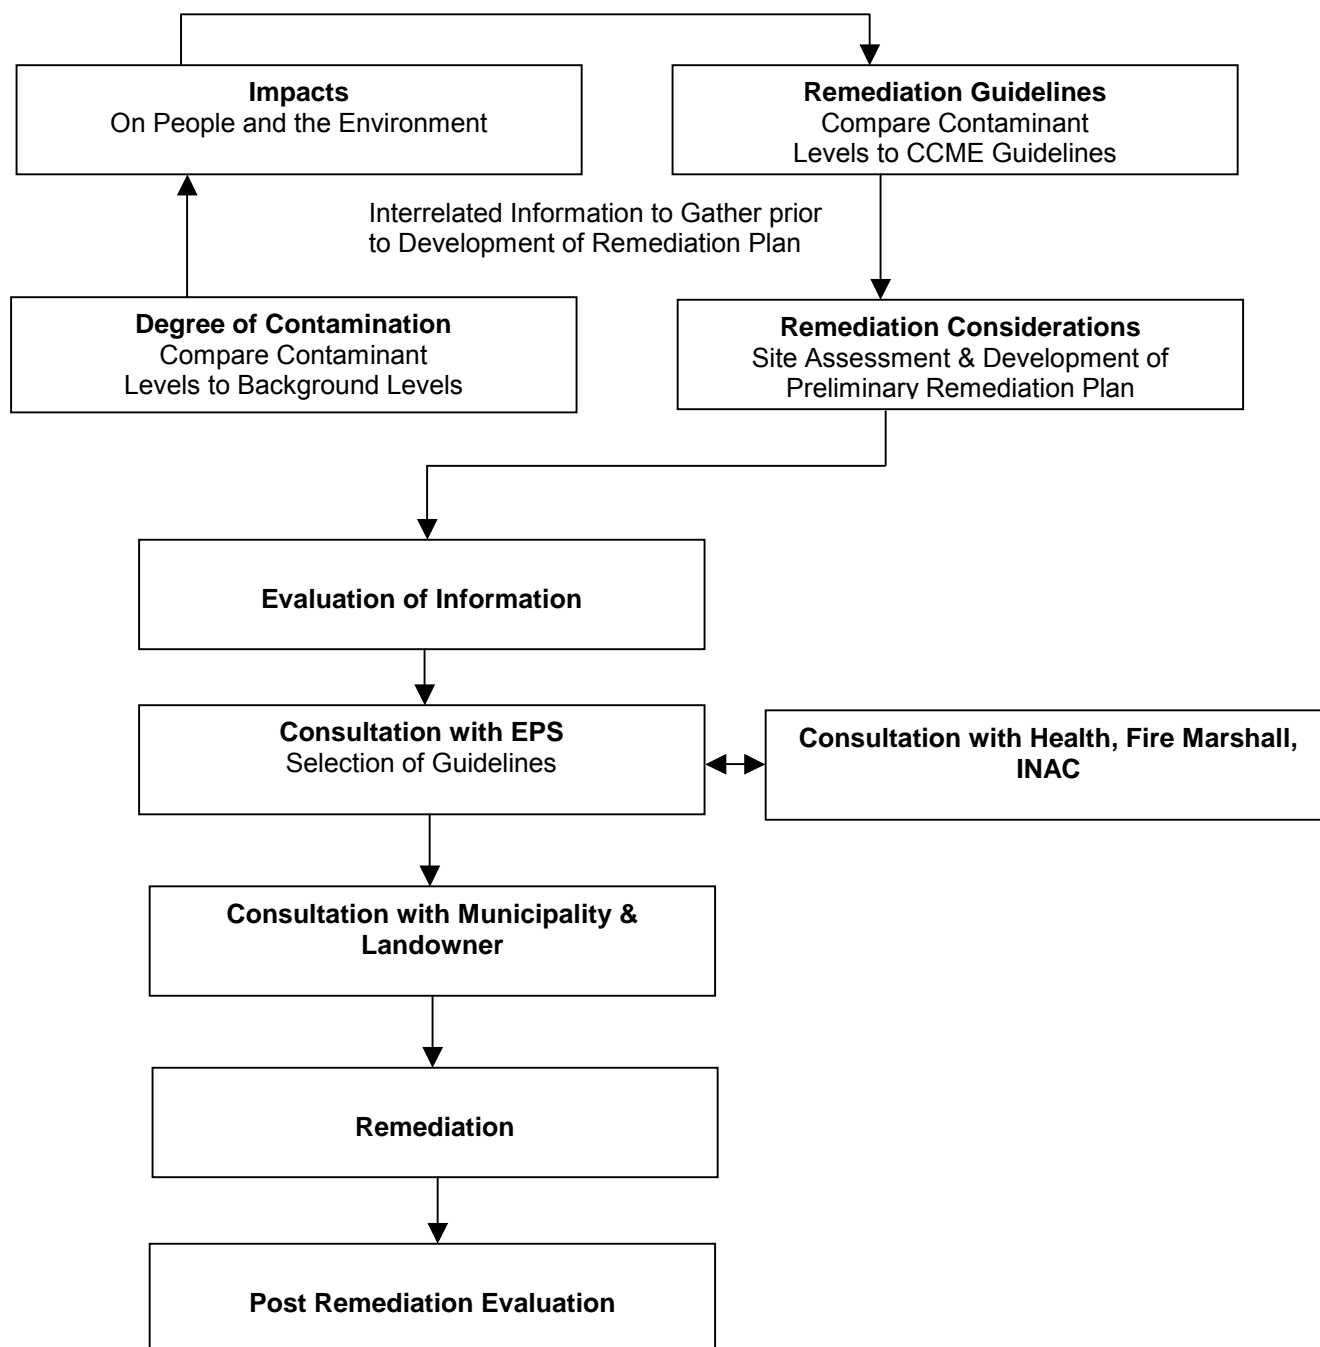 Impacts
On People and the Environment
Remediation Guidelines
Compare Contaminant
Levels to CCME Guidelines
Interrelated Information to Gather prior
to Development of Remediation Plan
Degree of Contamination
Compare Contaminant
Levels to Background Levels
Remediation Considerations
Site Assessment & Development of
Preliminary Remediation Plan
Evaluation of Information
Consultation with EPS
Selection of Guidelines
Consultation with Health, Fire Marshall,
INAC
Consultation with Municipality &
Landowner
Remediation
Post Remediation Evaluation